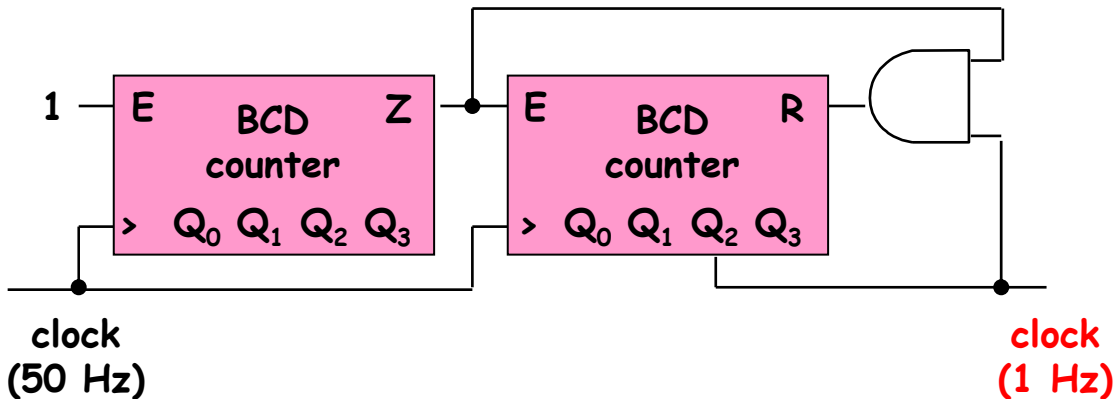 1
E
Z
BCD
counter
> Q0 Q1 Q2 Q3
E
R
BCD
counter
> Q0 Q1 Q2 Q3
clock
(50 Hz)
clock
(1 Hz)